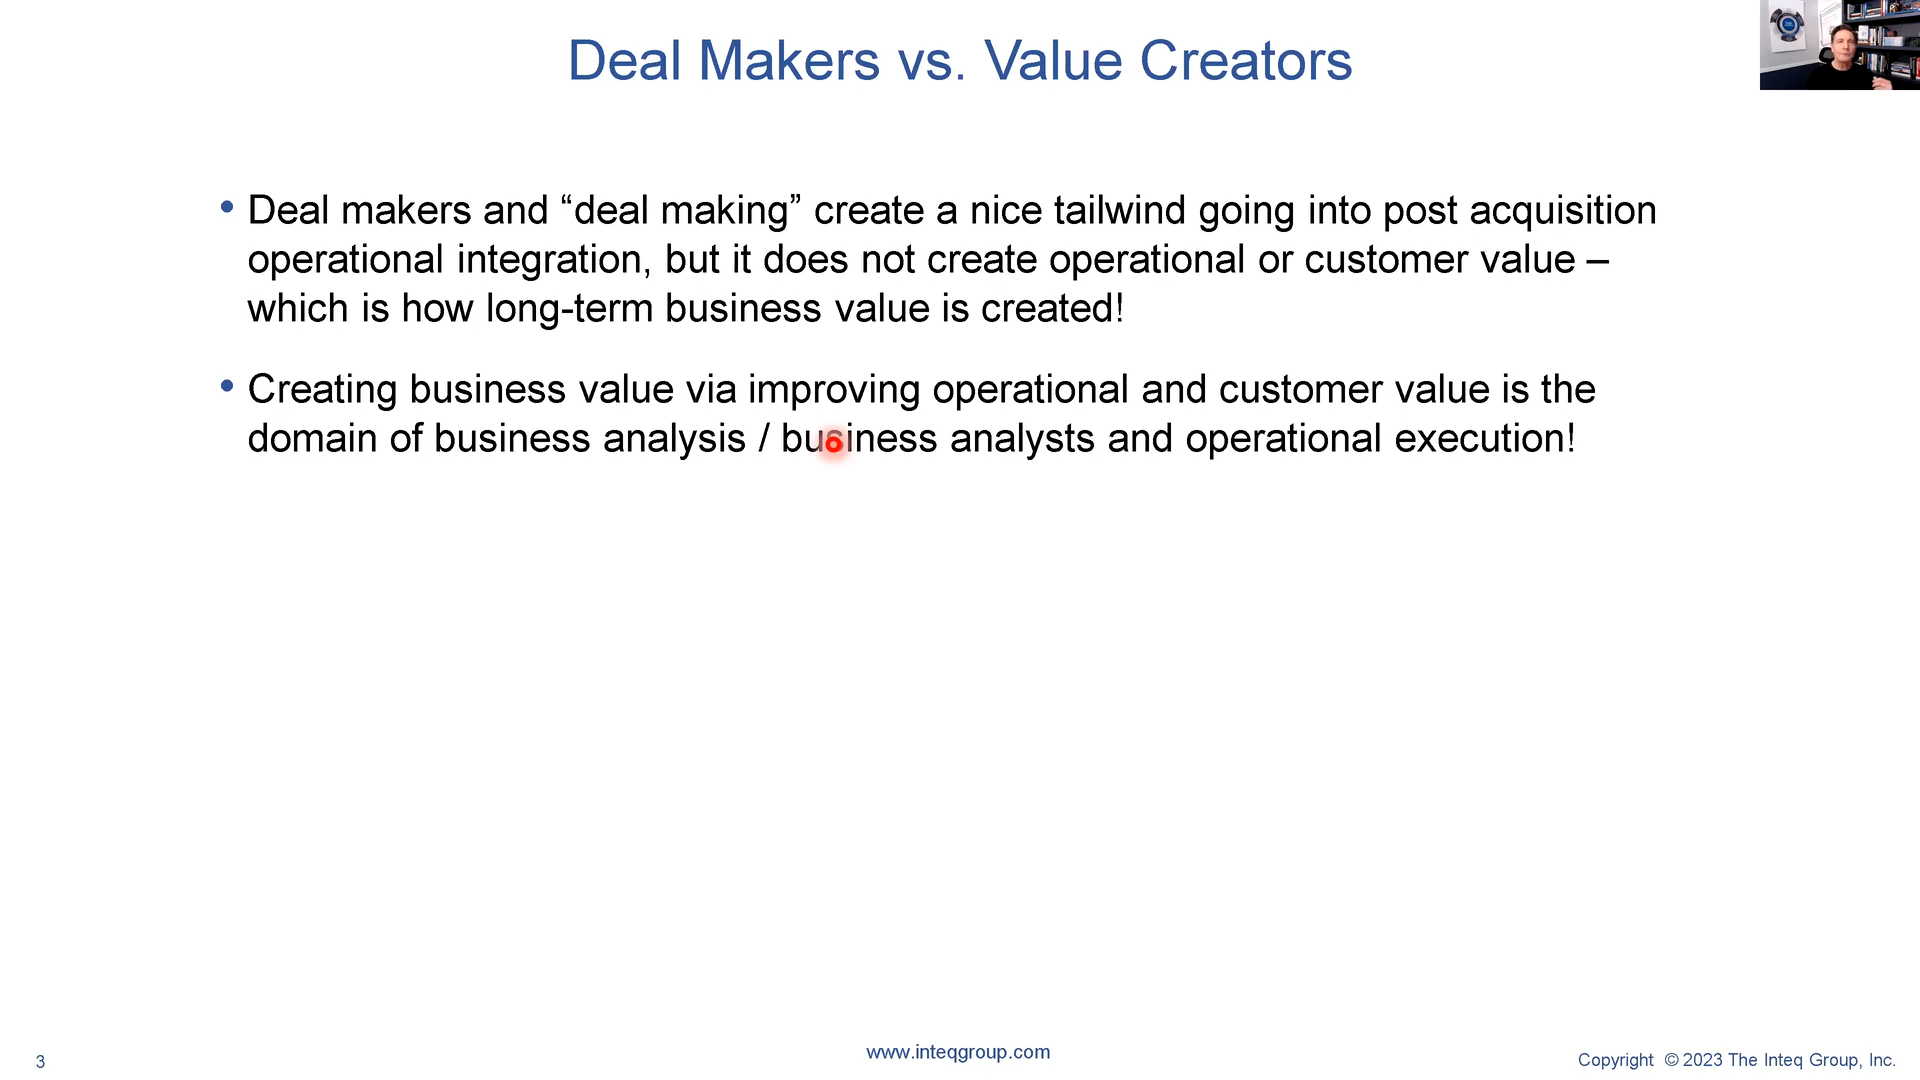 Deal Makers vs. Value Creators
• Deal makers and “deal making” create a nice tailwind going into post acquisition
operational integration, but it does not create operational or customer value –
which is how long-term business value is created!
• Creating business value via improving operational and customer value is the
domain of business analysis / business analysts and operational execution!
3
www.inteqgroup.com
Copyright © 2023 The Inteq Group, Inc.